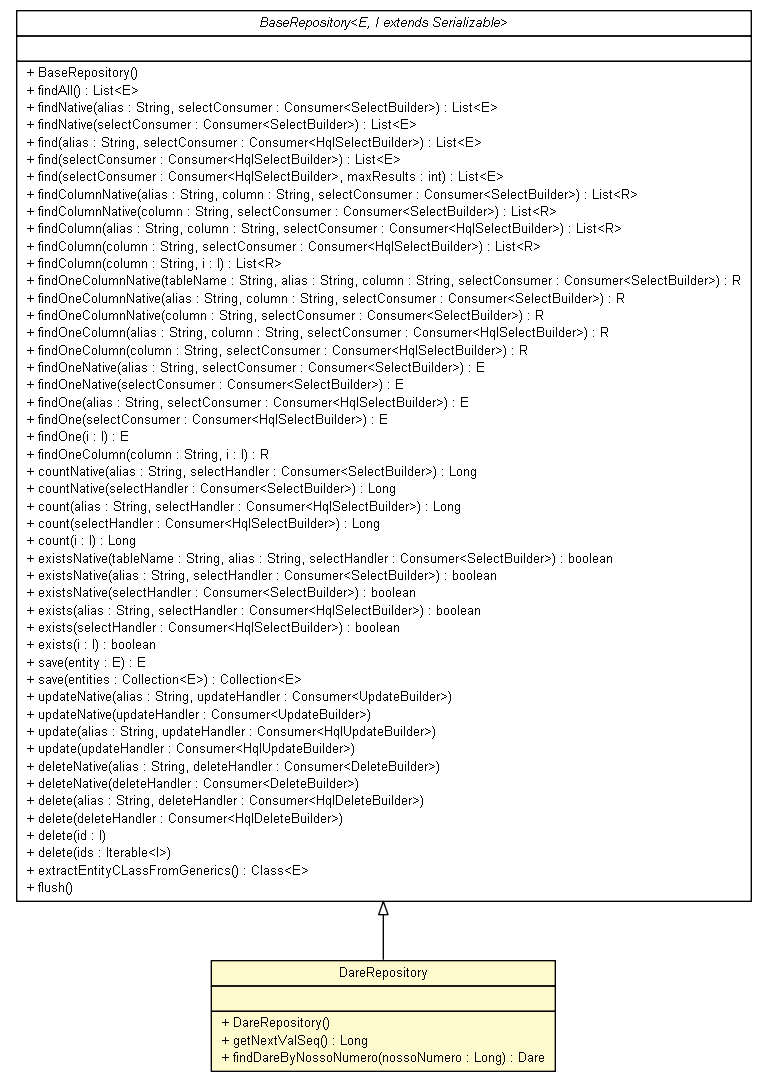 BaseRepository<E, I extends Serializable>
+ BaseRepository()
+ findAll() : List<E>
+ findNative(alias : String, selectConsumer : Consumer<SelectBuilder>) : List<E>
+ findNative(selectConsumer : Consumer<SelectBuilder>) : List<E>
+ find(alias : String, selectConsumer : Consumer<HqlSelectBuilder>) : List<E>
+ find(selectConsumer : Consumer<HqlSelectBuilder>) : List<E>
+ find(selectConsumer : Consumer<HqlSelectBuilder>, maxResults : int) : List<E>
+ findColumnNative(alias : String, column : String, selectConsumer : Consumer<SelectBuilder>) : List<R>
+ findColumnNative(column : String, selectConsumer : Consumer<SelectBuilder>) : List<R>
+ findColumn(alias : String, column : String, selectConsumer : Consumer<HqlSelectBuilder>) : List<R>
+ findColumn(column : String, selectConsumer : Consumer<HqlSelectBuilder>) : List<R>
+ findColumn(column : String, i : I) : List<R>
+ findOneColumnNative(tableName : String, alias : String, column : String, selectConsumer : Consumer<SelectBuilder>) : R
+ findOneColumnNative(alias : String, column : String, selectConsumer : Consumer<SelectBuilder>) : R
+ findOneColumnNative(column : String, selectConsumer : Consumer<SelectBuilder>) : R
+ findOneColumn(alias : String, column : String, selectConsumer : Consumer<HqlSelectBuilder>) : R
+ findOneColumn(column : String, selectConsumer : Consumer<HqlSelectBuilder>) : R
+ findOneNative(alias : String, selectConsumer : Consumer<SelectBuilder>) : E
+ findOneNative(selectConsumer : Consumer<SelectBuilder>) : E
+ findOne(alias : String, selectConsumer : Consumer<HqlSelectBuilder>) : E
+ findOne(selectConsumer : Consumer<HqlSelectBuilder>) : E
+ findOne(i : I) : E
+ findOneColumn(column : String, i : I) : R
+ countNative(alias : String, selectHandler : Consumer<SelectBuilder>) : Long
+ countNative(selectHandler : Consumer<SelectBuilder>) : Long
+ count(alias : String, selectHandler : Consumer<HqlSelectBuilder>) : Long
+ count(selectHandler : Consumer<HqlSelectBuilder>) : Long
+ count(i : I) : Long
+ existsNative(tableName : String, alias : String, selectHandler : Consumer<SelectBuilder>) : boolean
+ existsNative(alias : String, selectHandler : Consumer<SelectBuilder>) : boolean
+ existsNative(selectHandler : Consumer<SelectBuilder>) : boolean
+ exists(alias : String, selectHandler : Consumer<HqlSelectBuilder>) : boolean
+ exists(selectHandler : Consumer<HqlSelectBuilder>) : boolean
+ exists(i : I) : boolean
+ save(entity : E) : E
+ save(entities : Collection<E>) : Collection<E>
+ updateNative(alias : String, updateHandler : Consumer<UpdateBuilder>)
+ updateNative(updateHandler : Consumer<UpdateBuilder>)
+ update(alias : String, updateHandler : Consumer<HqlUpdateBuilder>)
+ update(updateHandler : Consumer<HqlUpdateBuilder>)
+ deleteNative(alias : String, deleteHandler : Consumer<DeleteBuilder>)
+ deleteNative(deleteHandler : Consumer<DeleteBuilder>)
+ delete(alias : String, deleteHandler : Consumer<HqlDeleteBuilder>)
+ delete(deleteHandler : Consumer<HqlDeleteBuilder>)
+ delete(id : I)
+ delete(ids : Iterable<I>)
+ extractEntityCLassFromGenerics() : Class<E>
+ flush()
DareRepository
+ DareRepository()
+ getNextValSeq() : Long
+ findDareByNossoNumero(nossoNumero : Long) : Dare